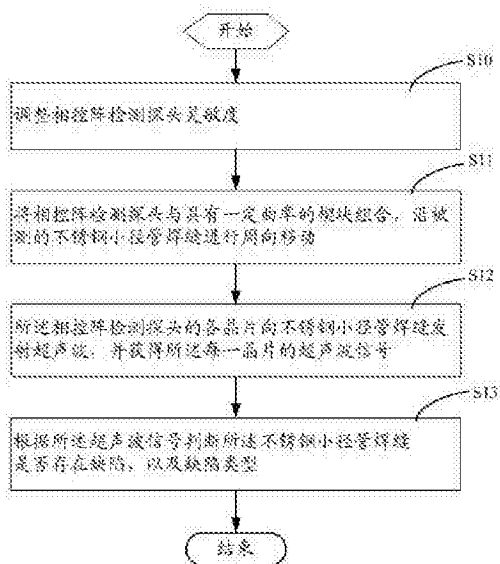 开始
S10
调整相控阵检测探头灵敏度
S11
将相控阵检测探头与具有一定曲率的楔块组合，沿被
测的不锈钢小径管焊缝进行周向移动
S12
所述相控阵检测探头的各晶片向不锈钢小径管焊缝发
射超声波，并获得所述每一晶片的超声波信号
S13
根据所述超声波信号判断所述不锈钢小径管焊缝
是否存在缺陷，以及缺陷类型
结束